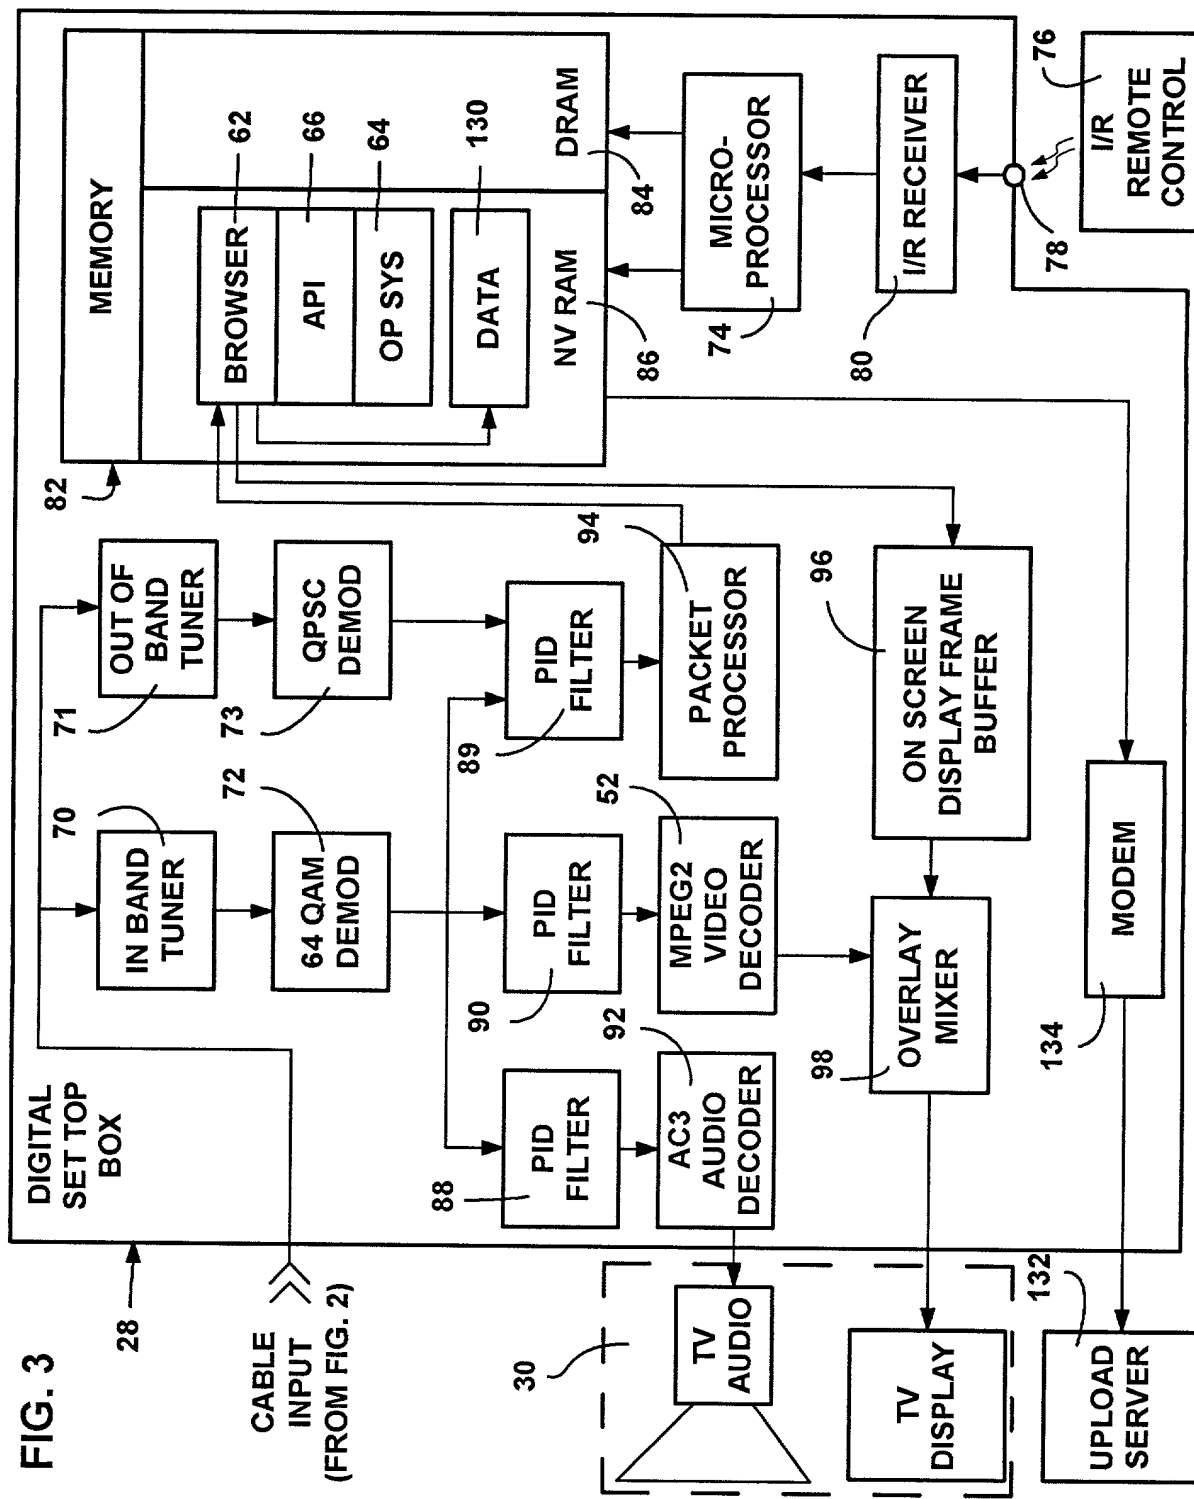 FIG. 3
28
DIGITAL
SET TOP
BOX
CABLE
INPUT
(FROM FIG. 2)
70
IN BAND
TUNER
71
OUT OF
BAND
TUNER
72
64 QAM
DEMOD
73
QPSC
DEMOD
82
MEMORY
BROWSER
62
API
66
OP SYS
64
DATA
130
NV RAM
86
DRAM
84
88
PID
FILTER
90
PID
FILTER
89
PID
FILTER
92
AC3
AUDIO
DECODER
52
MPEG2
VIDEO
DECODER
94
PACKET
PROCESSOR
74
MICRO-
PROCESSOR
30
TV
AUDIO
TV
DISPLAY
98
OVERLAY
MIXER
96
ON SCREEN
DISPLAY FRAME
BUFFER
80
I/R RECEIVER
78
76
I/R
REMOTE
CONTROL
132
UPLOAD
SERVER
134
MODEM